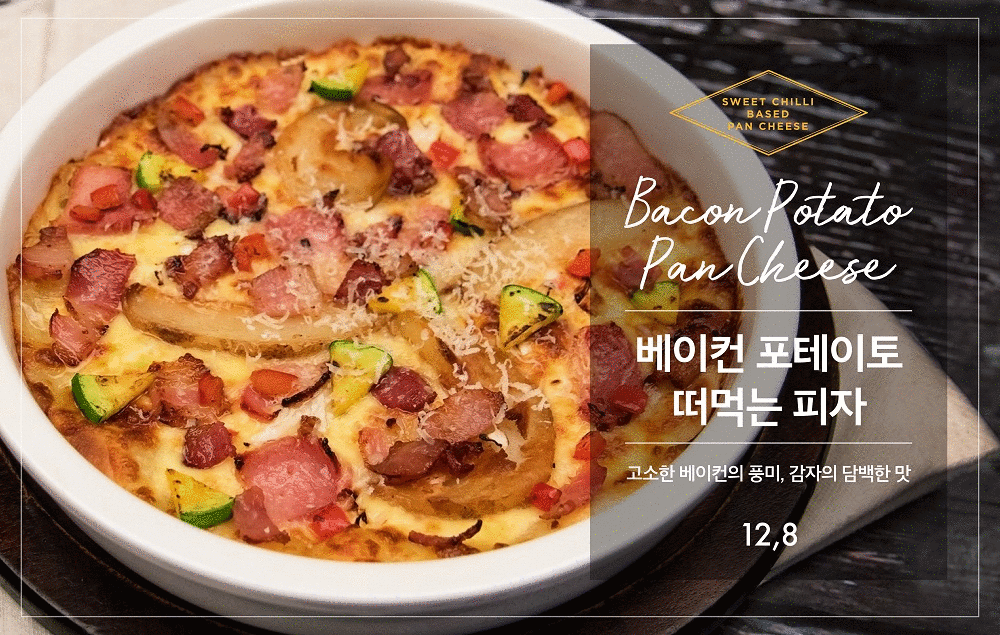 SWEET CHILLI
BASED
PAN CHEESE
Bacon Potato
Pan Cheese
베이컨 포테이토
떠먹는 피자
고소한 베이컨의 풍미, 감자의 담백한 맛
12,8